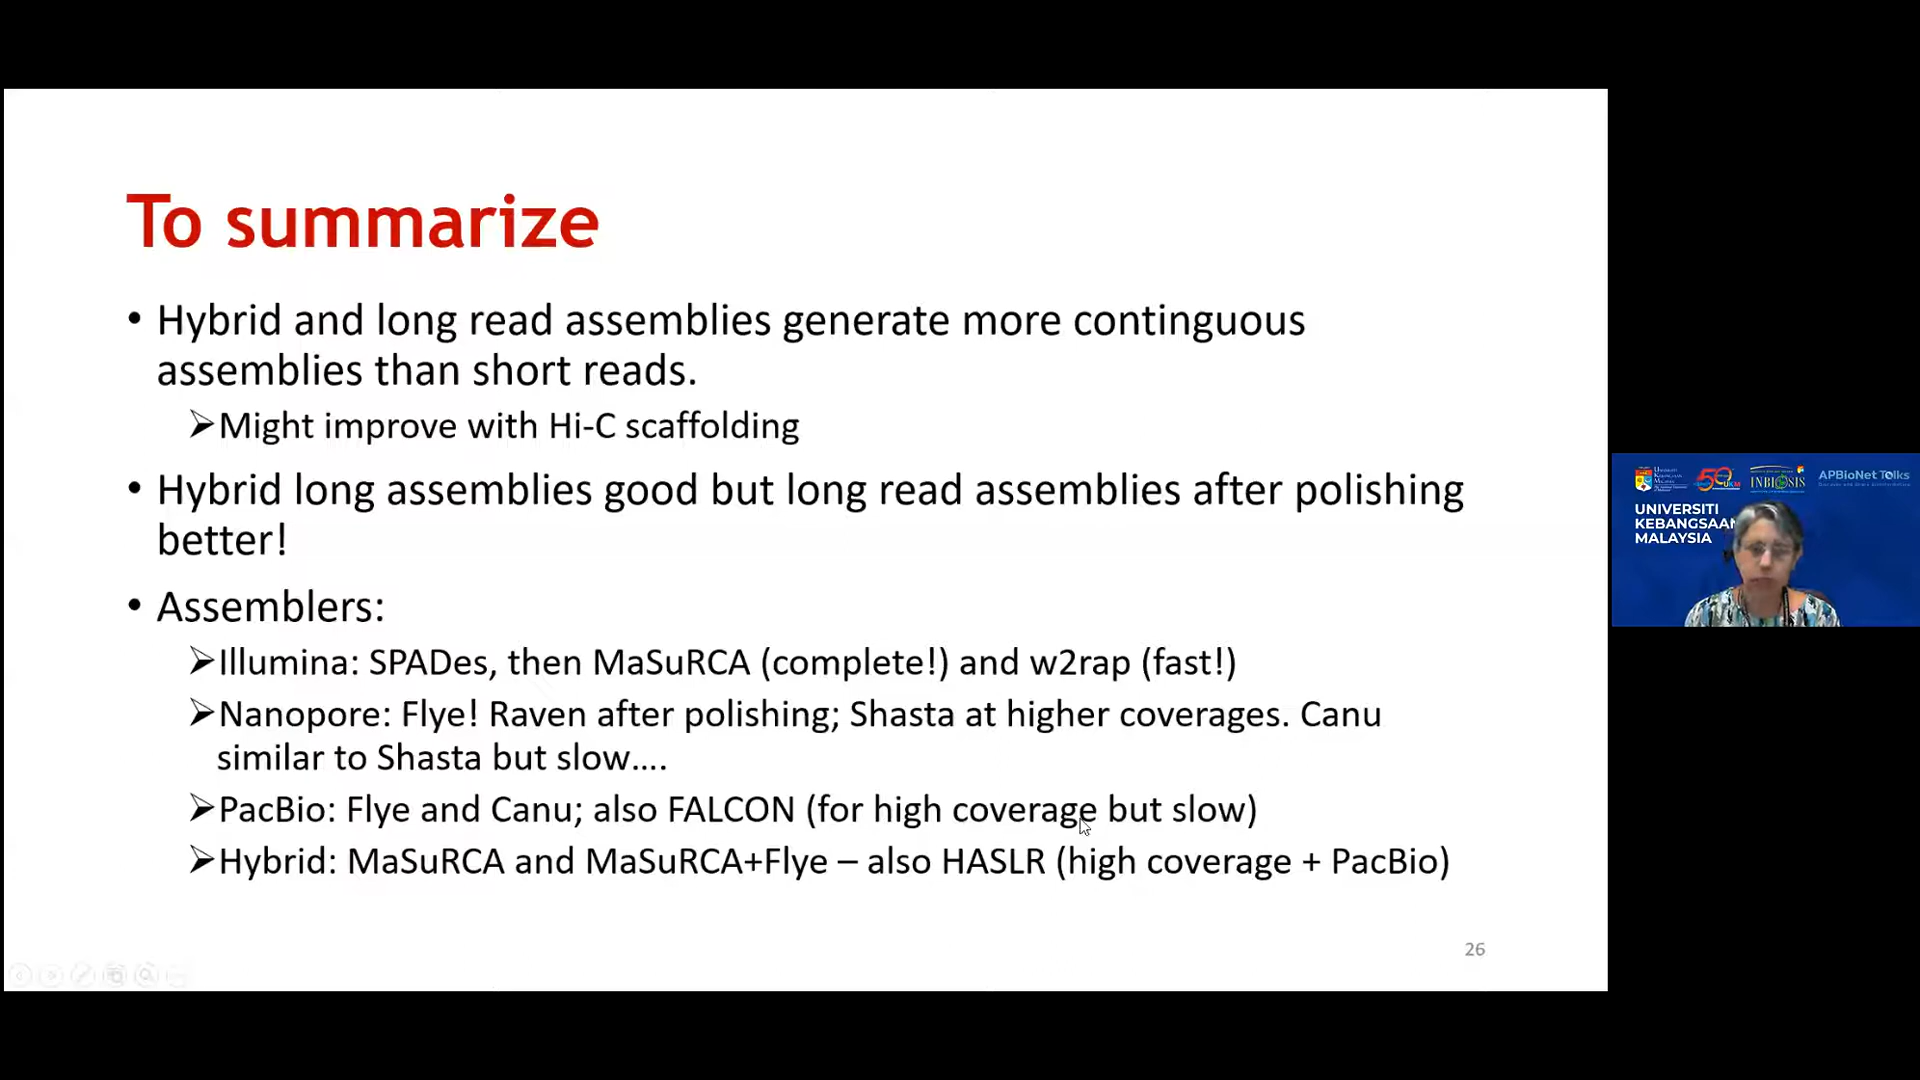 To summarize
• Hybrid and long read assemblies generate more continguous
assemblies than short reads.
➢Might improve with Hi-C scaffolding
• Hybrid long assemblies good but long read assemblies after polishing
better!
• Assemblers:
➢Illumina: SPADes, then MaSuRCA (complete!) and w2rap (fast!)
➢Nanopore: Flye! Raven after polishing; Shasta at higher coverages. Canu
similar to Shasta but slow....
➢PacBio: Flye and Canu; also FALCON (for high coverage but slow)
➢Hybrid: MaSuRCA and MaSuRCA+Flye – also HASLR (high coverage + PacBio)
26
50 UKM
INBIOSIS
APBioNet Talks
UNIVERSITI
KEBANGSAAN
MALAYSIA